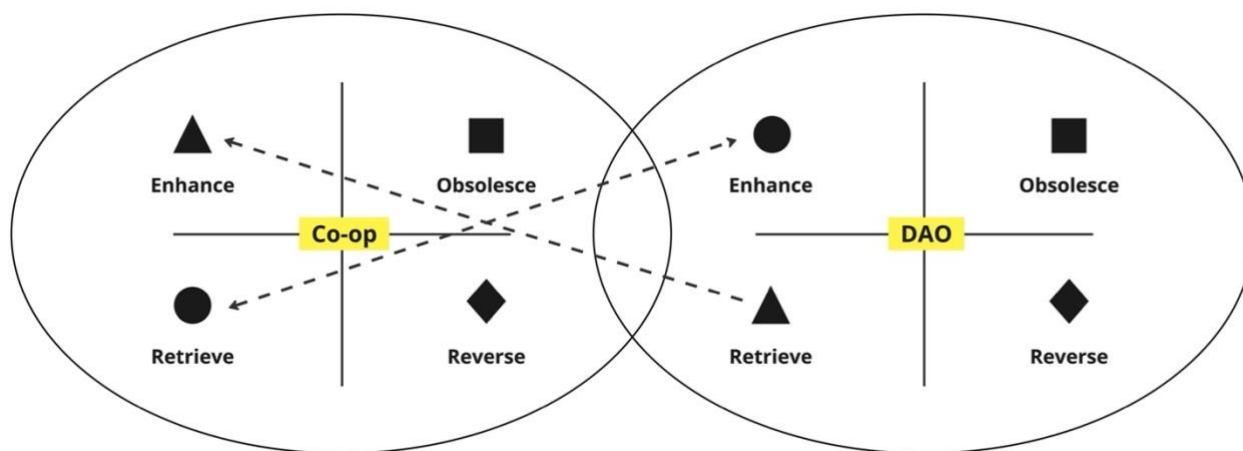 Enhance
Obsolesce
Co-op
Retrieve
Reverse
Enhance
Obsolesce
DAO
Retrieve
Reverse